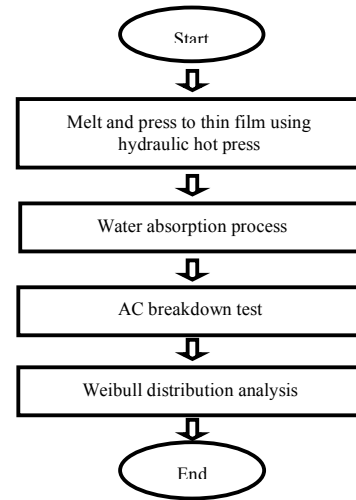 Start
Melt and press to thin film using
hydraulic hot press
Water absorption process
AC breakdown test
Weibull distribution analysis
End